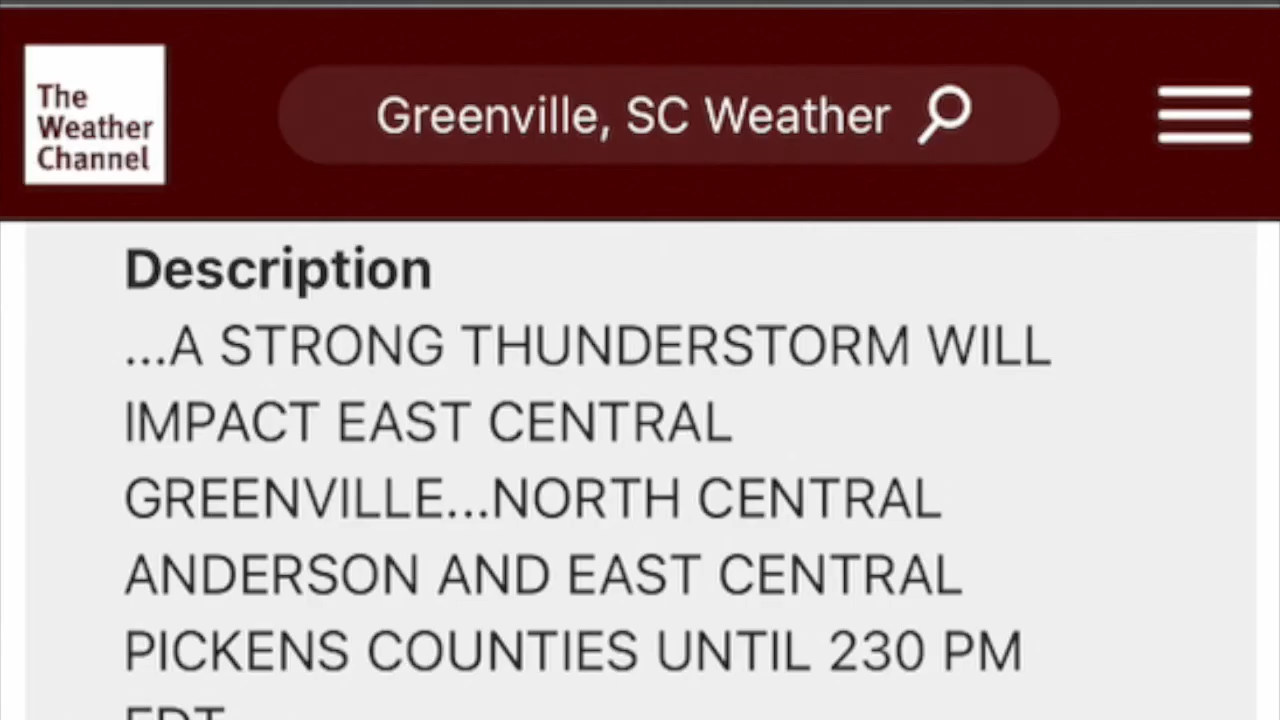 The
Weather
Channel
Greenville, SC Weather
Description
...A STRONG THUNDERSTORM WILL
IMPACT EAST CENTRAL
GREENVILLE...NORTH CENTRAL
ANDERSON AND EAST CENTRAL
PICKENS COUNTIES UNTIL 230 PM
EDT